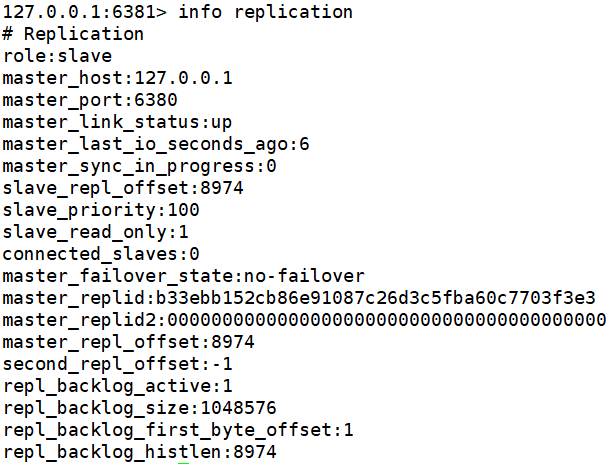 127.0.0.1:6381> info replication
# Replication
role:slave
master_host:127.0.0.1
master_port:6380
master_link_status:up
master_last_io_seconds_ago:6
master_sync_in_progress:0
slave_repl_offset:8974
slave_priority:100
slave_read_only:1
connected_slaves:0
master_failover_state:no-failover
master_replid:b33ebb152cb86e91087c26d3c5fba60c7703f3e3
master_replid2:0000000000000000000000000000000000000000
master_repl_offset:8974
second_repl_offset:-1
repl_backlog_active:1
repl_backlog_size:1048576
repl_backlog_first_byte_offset:1
repl_backlog_histlen:8974